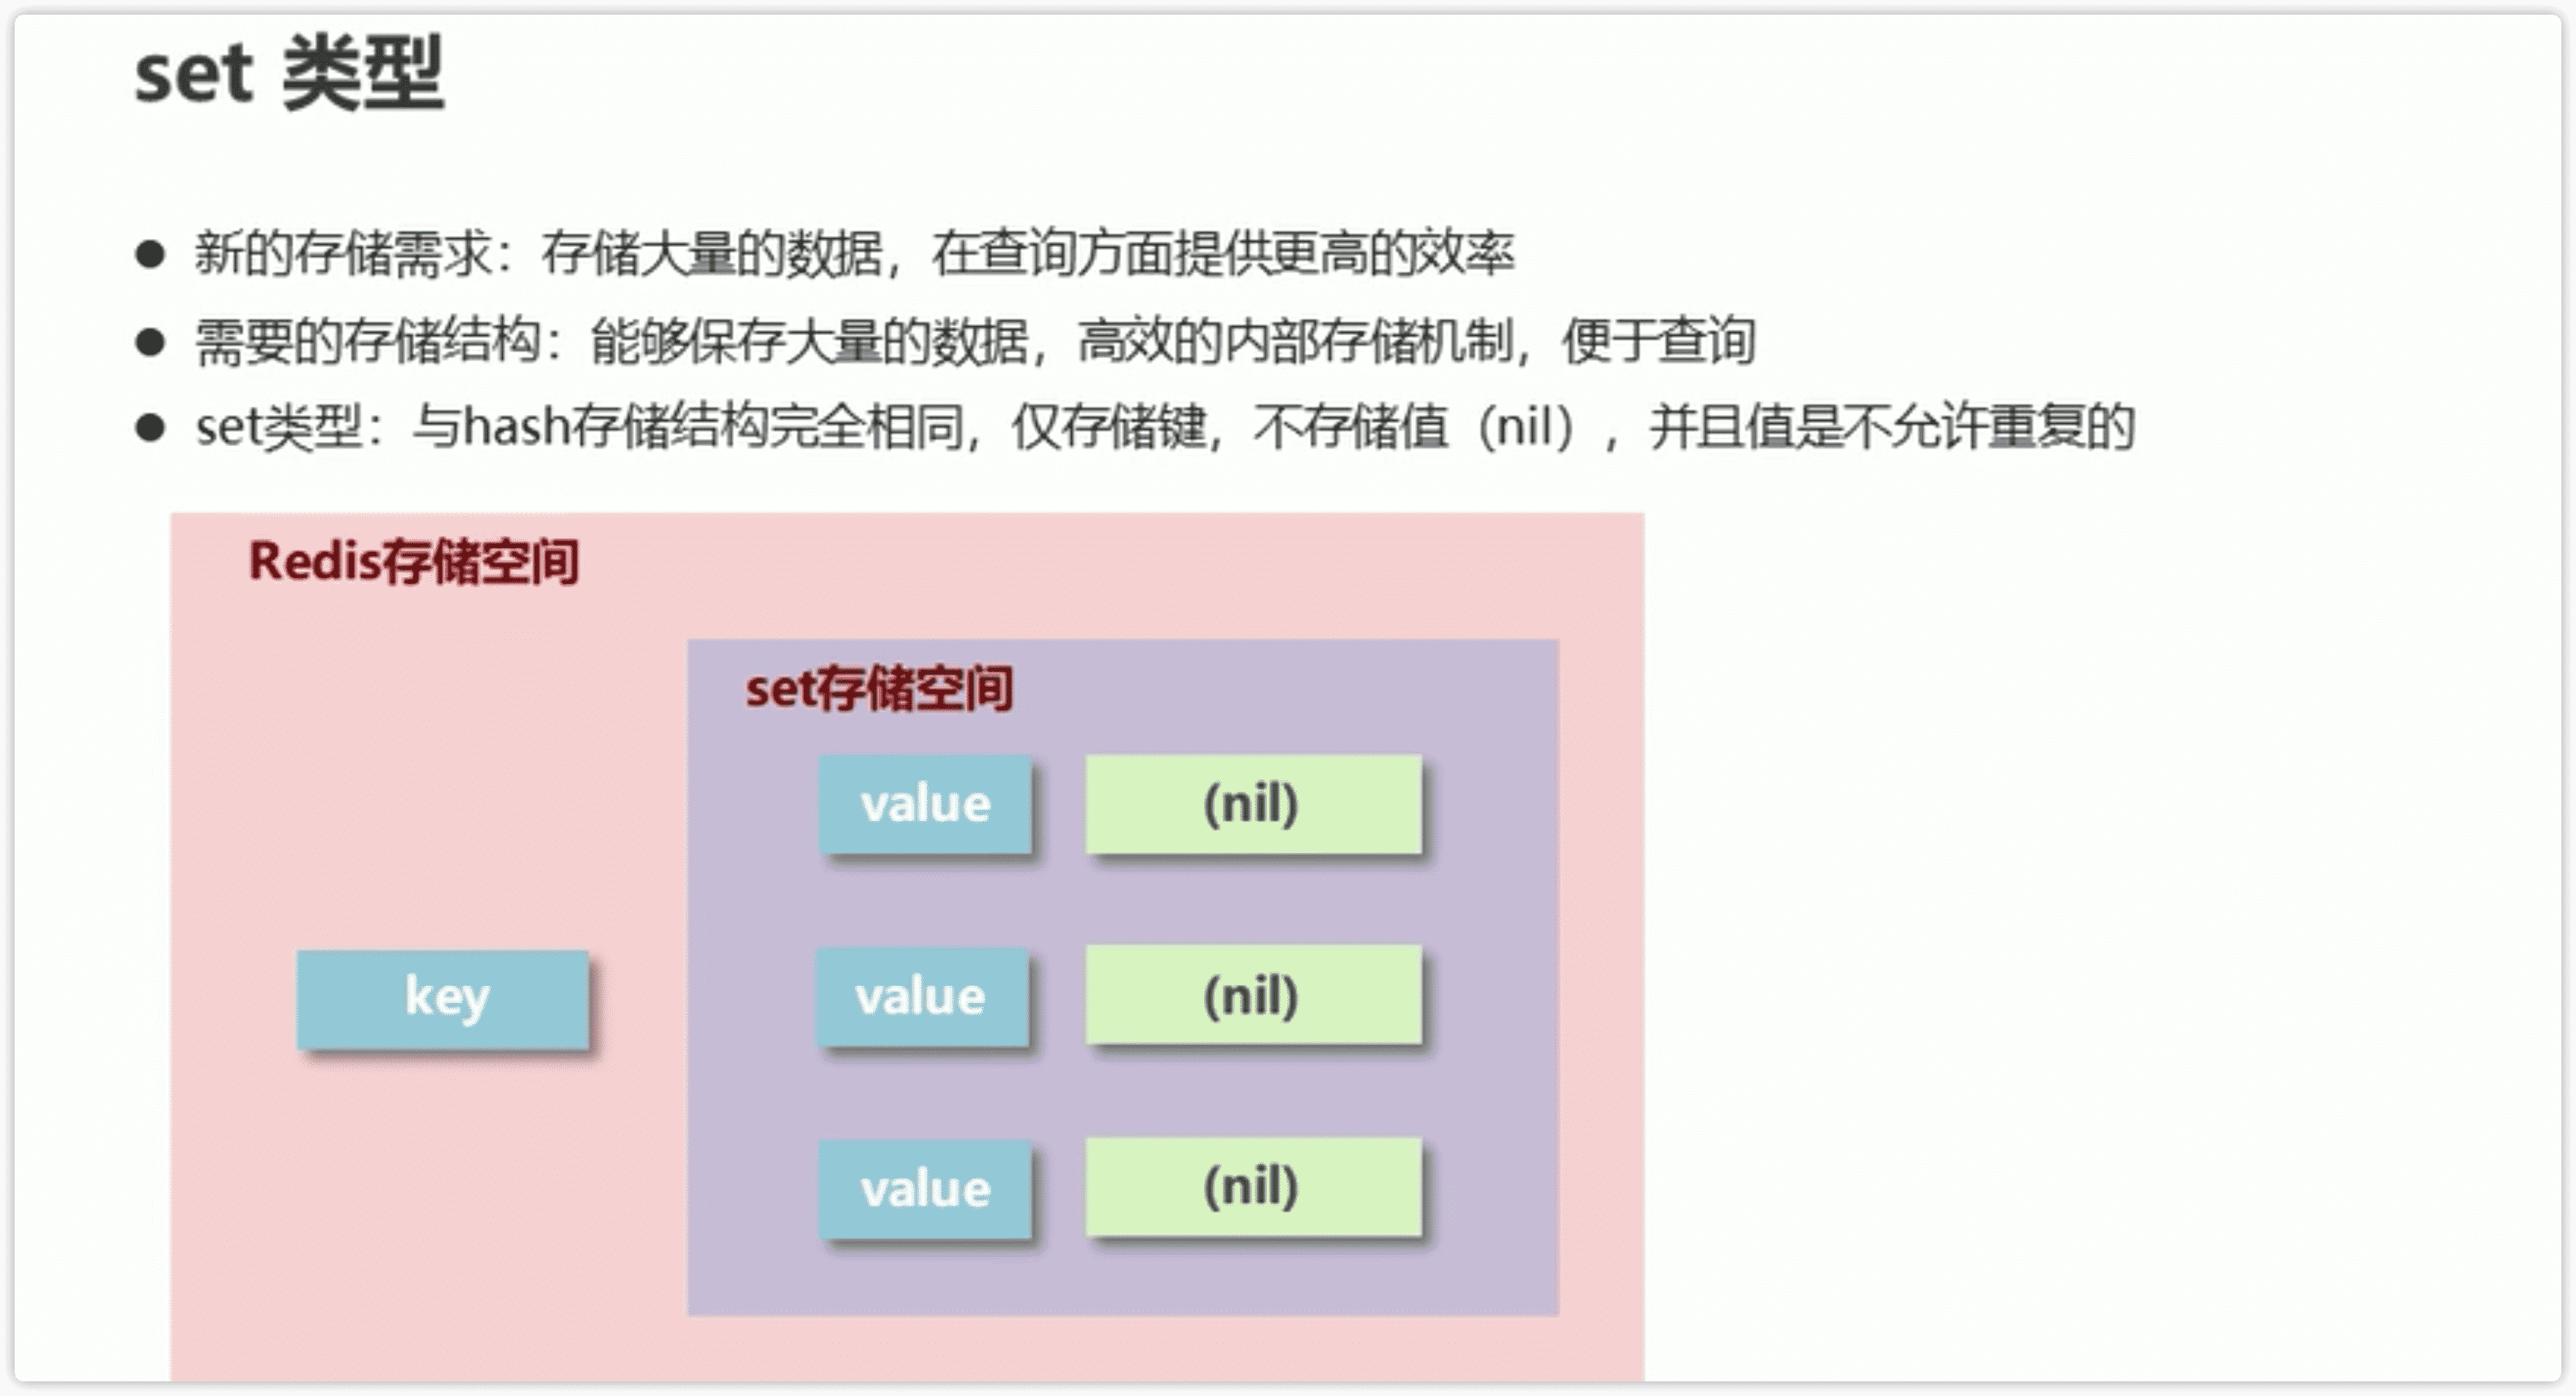 set 类型
● 新的存储需求：存储大量的数据，在查询方面提供更高的效率
● 需要的存储结构：能够保存大量的数据，高效的内部存储机制，便于查询
● set类型：与hash存储结构完全相同，仅存储键，不存储值（nil），并且值是不允许重复的
Redis存储空间
set存储空间
value (nil)
key value (nil)
value (nil)